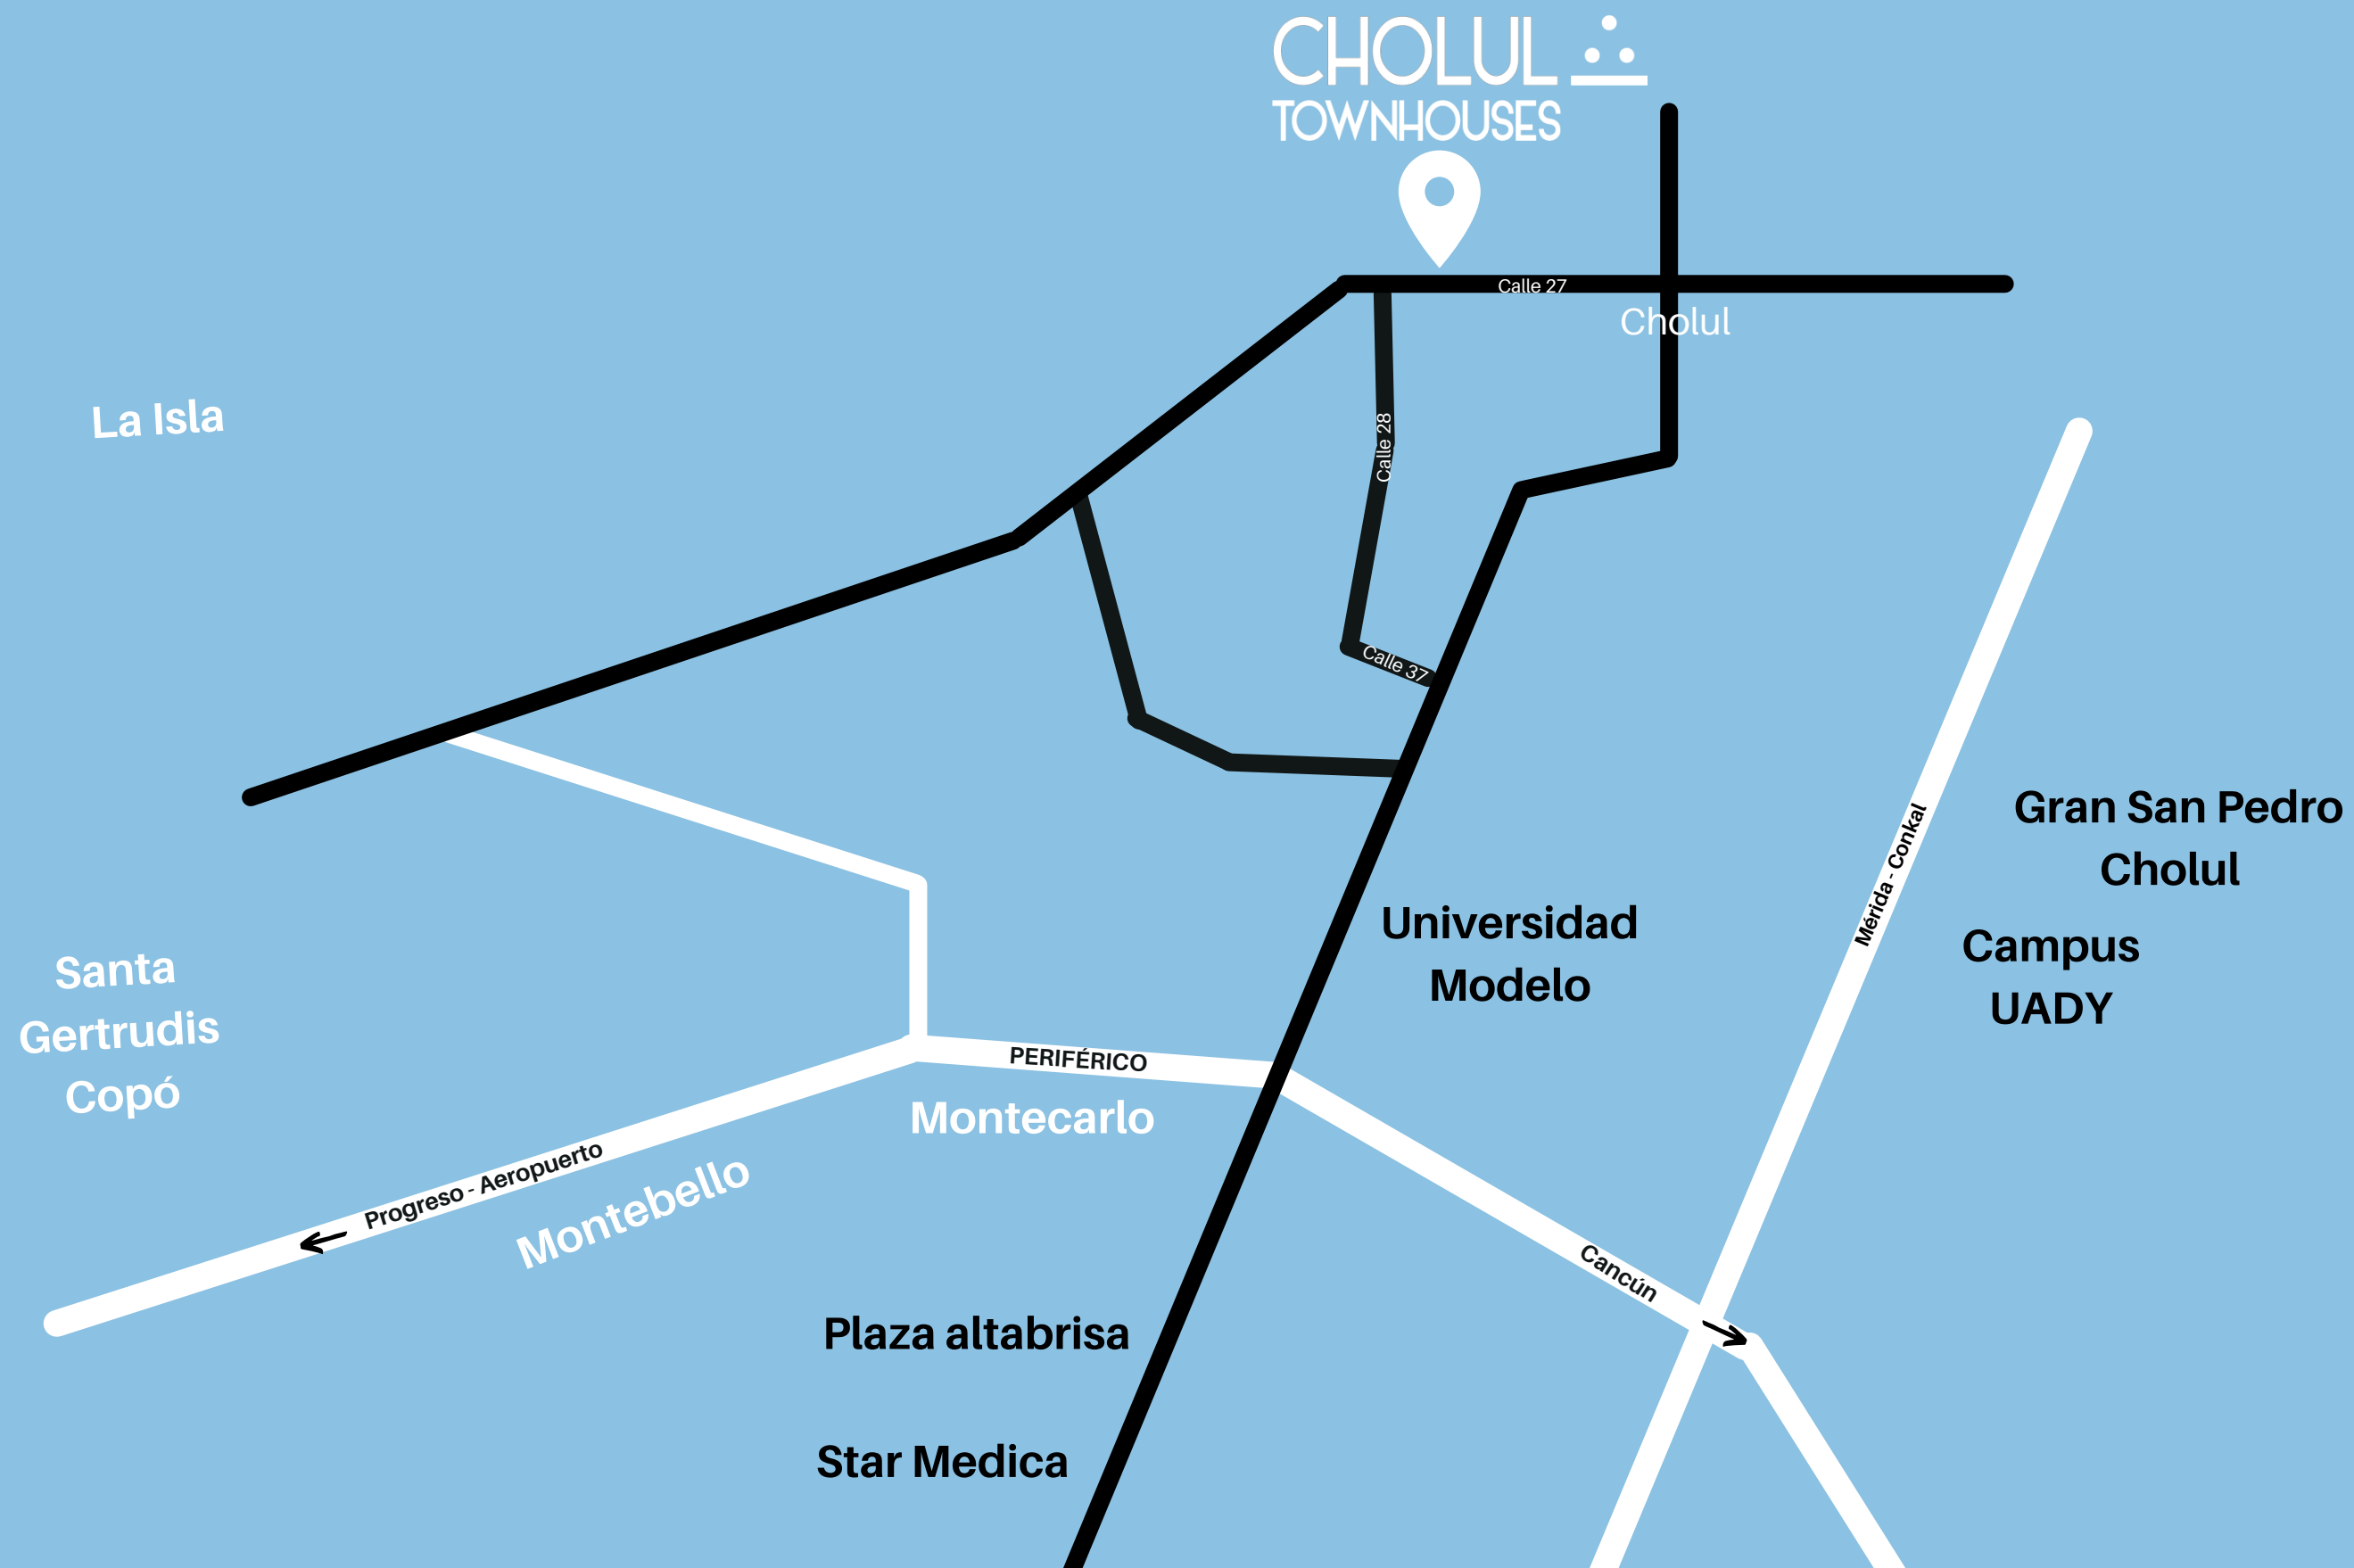 CHOLUL
TOWNHOUSES
Calle 27
Cholul
La Isla
Calle 28
Calle 37
Mérida - Conkal
Gran San Pedro
Cholul
Universidad
Modelo
Campus
UADY
Santa
Gertrudis
Copó
PERIFÉRICO
Montecarlo
Progreso - Aeropuerto
Montebello
Cancún
Plaza altabrisa
Star Medica